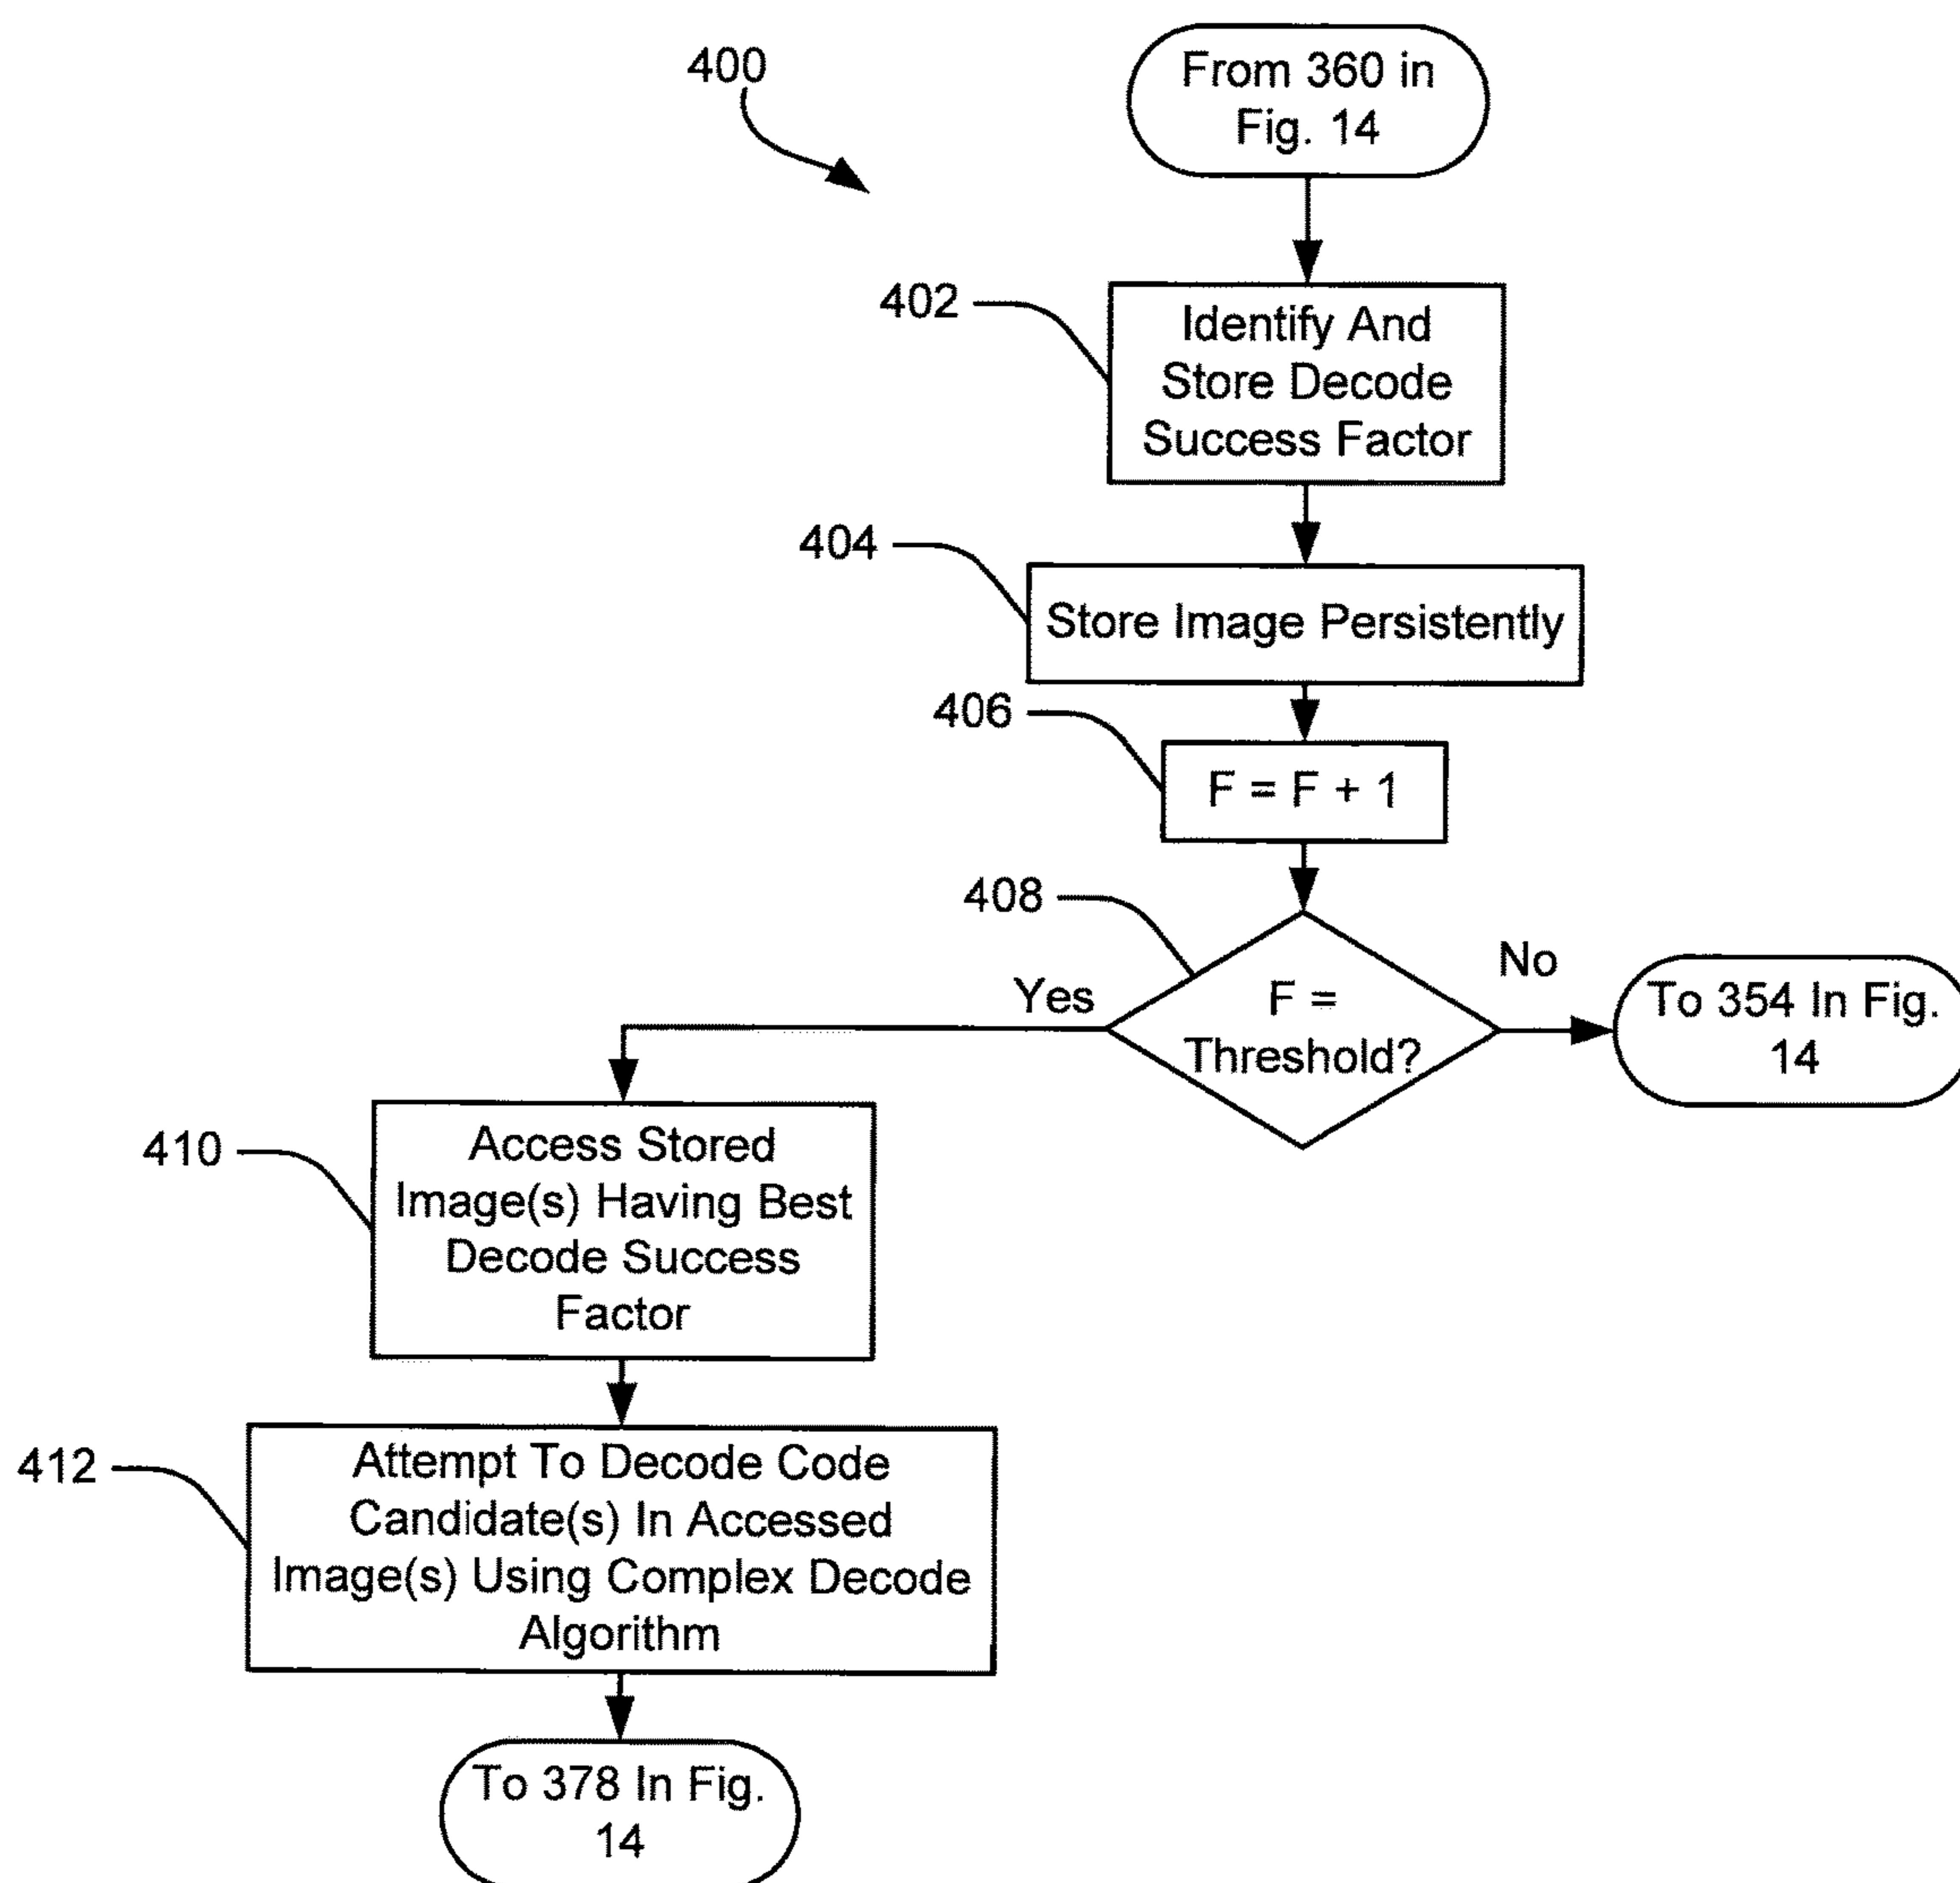 400
From 360 in
Fig. 14
402
Identify And
Store Decode
Success Factor
404
Store Image Persistently
406
F = F + 1
408
F =
Threshold?
Yes
No
To 354 In Fig.
14
410
Access Stored
Image(s) Having Best
Decode Success
Factor
412
Attempt To Decode Code
Candidate(s) In Accessed
Image(s) Using Complex Decode
Algorithm
To 378 In Fig.
14